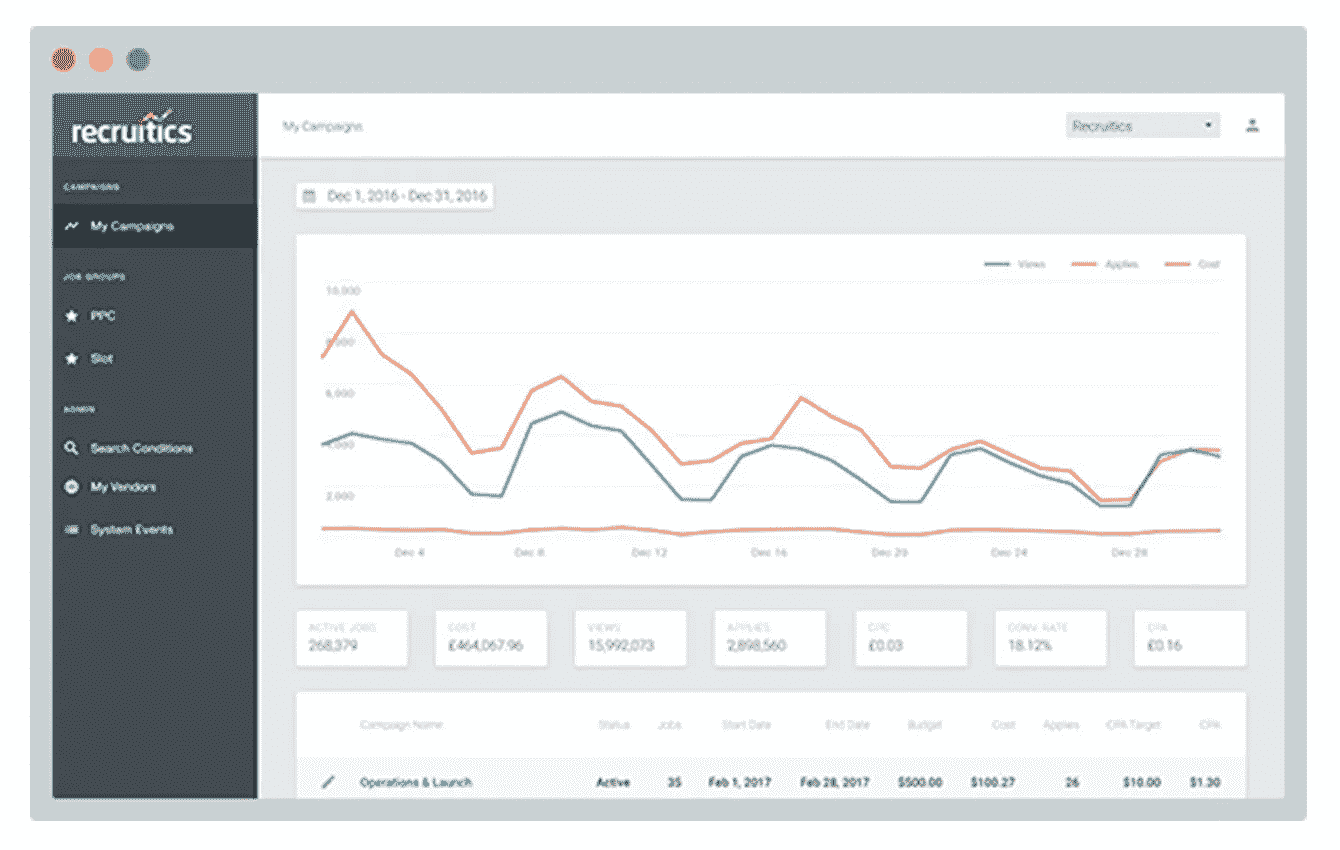 recruitics
My Campaigns
Recruitics
CAMPAIGNS
My Campaigns
JOB GROUPS
PPC
Slot
ADMIN
Search Conditions
My Vendors
System Events
Dec 1, 2016 - Dec 31, 2016
Views Applies Cost
10,000
8,000
6,000
4,000
2,000
Dec 4 Dec 8 Dec 12 Dec 16 Dec 20 Dec 24 Dec 28
ACTIVE JOBS COST VIEWS APPLIES CPC CONV. RATE CPA
268,379 £464,067.96 15,992,073 2,898,560 £0.03 18.12% £0.16
Campaign Name Status Jobs Start Date End Date Budget Cost Applies CPA Target CPA
Operations & Launch Active 35 Feb 1, 2017 Feb 28, 2017 $500.00 $100.27 26 $10.00 $1.30